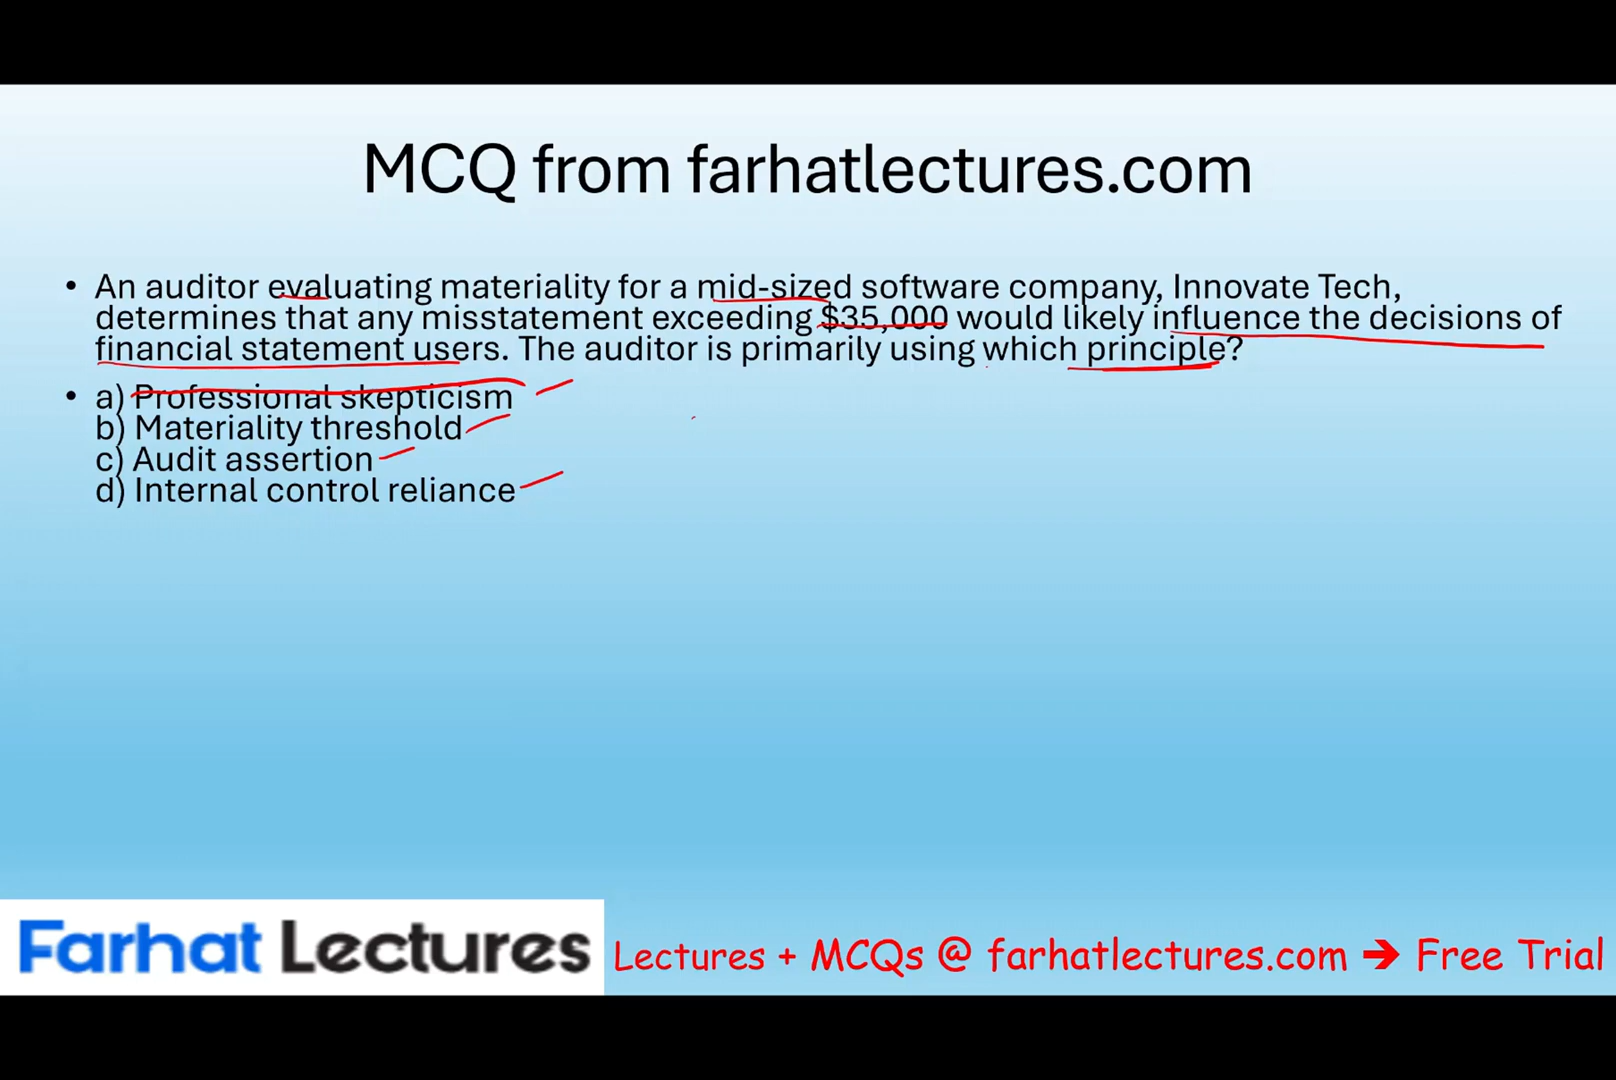 MCQ from farhatlectures.com
• An auditor evaluating materiality for a mid-sized software company, Innovate Tech,
determines that any misstatement exceeding $35,000 would likely influence the decisions of
financial statement users. The auditor is primarily using which principle?
• a) Professional skepticism
b) Materiality threshold
c) Audit assertion
d) Internal control reliance
Farhat Lectures
Lectures + MCQs @ farhatlectures.com ➔ Free Trial